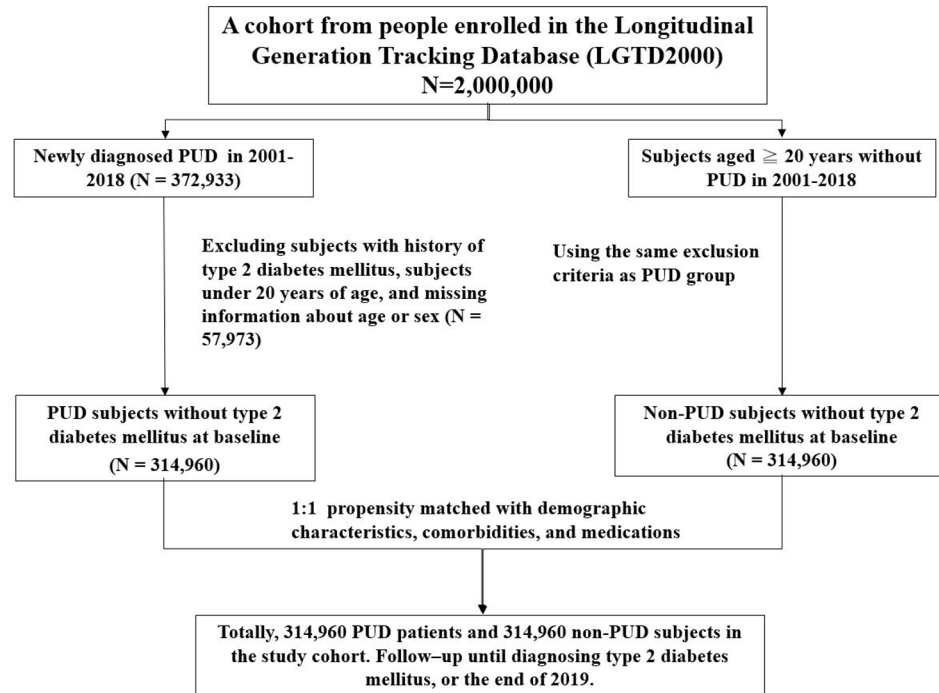 A cohort from people enrolled in the Longitudinal
Generation Tracking Database (LGTD2000)
N=2,000,000
Newly diagnosed PUD in 2001-
2018 (N = 372,933)
Subjects aged ≧ 20 years without
PUD in 2001-2018
Excluding subjects with history of
type 2 diabetes mellitus, subjects
under 20 years of age, and missing
information about age or sex (N =
57,973)
Using the same exclusion
criteria as PUD group
PUD subjects without type 2
diabetes mellitus at baseline
(N = 314,960)
Non-PUD subjects without type 2
diabetes mellitus at baseline
(N = 314,960)
1:1 propensity matched with demographic
characteristics, comorbidities, and medications
Totally, 314,960 PUD patients and 314,960 non-PUD subjects in
the study cohort. Follow–up until diagnosing type 2 diabetes
mellitus, or the end of 2019.